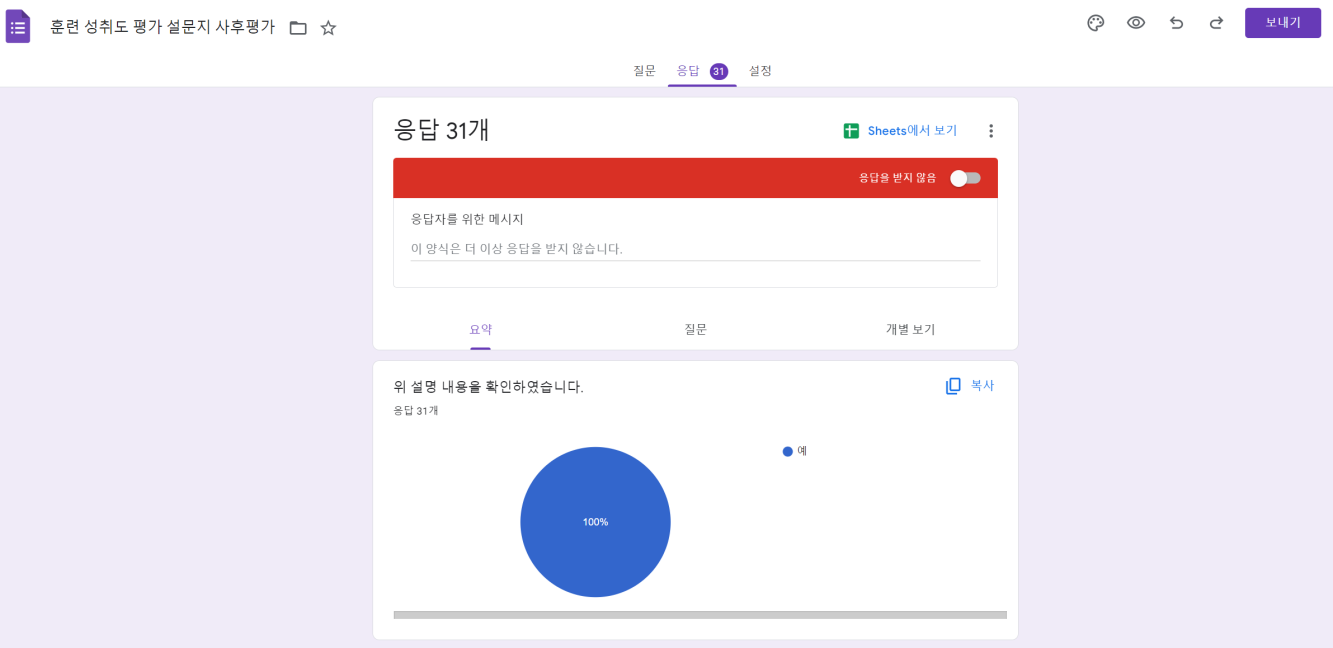 훈련 성취도 평가 설문지 사후평가
보내기
질문 응답 31 설정
응답 31개
Sheets에서 보기
응답을 받지 않음
응답자를 위한 메시지
이 양식은 더 이상 응답을 받지 않습니다.
요약 질문 개별 보기
위 설명 내용을 확인하였습니다.
복사
응답 31개
예
100%